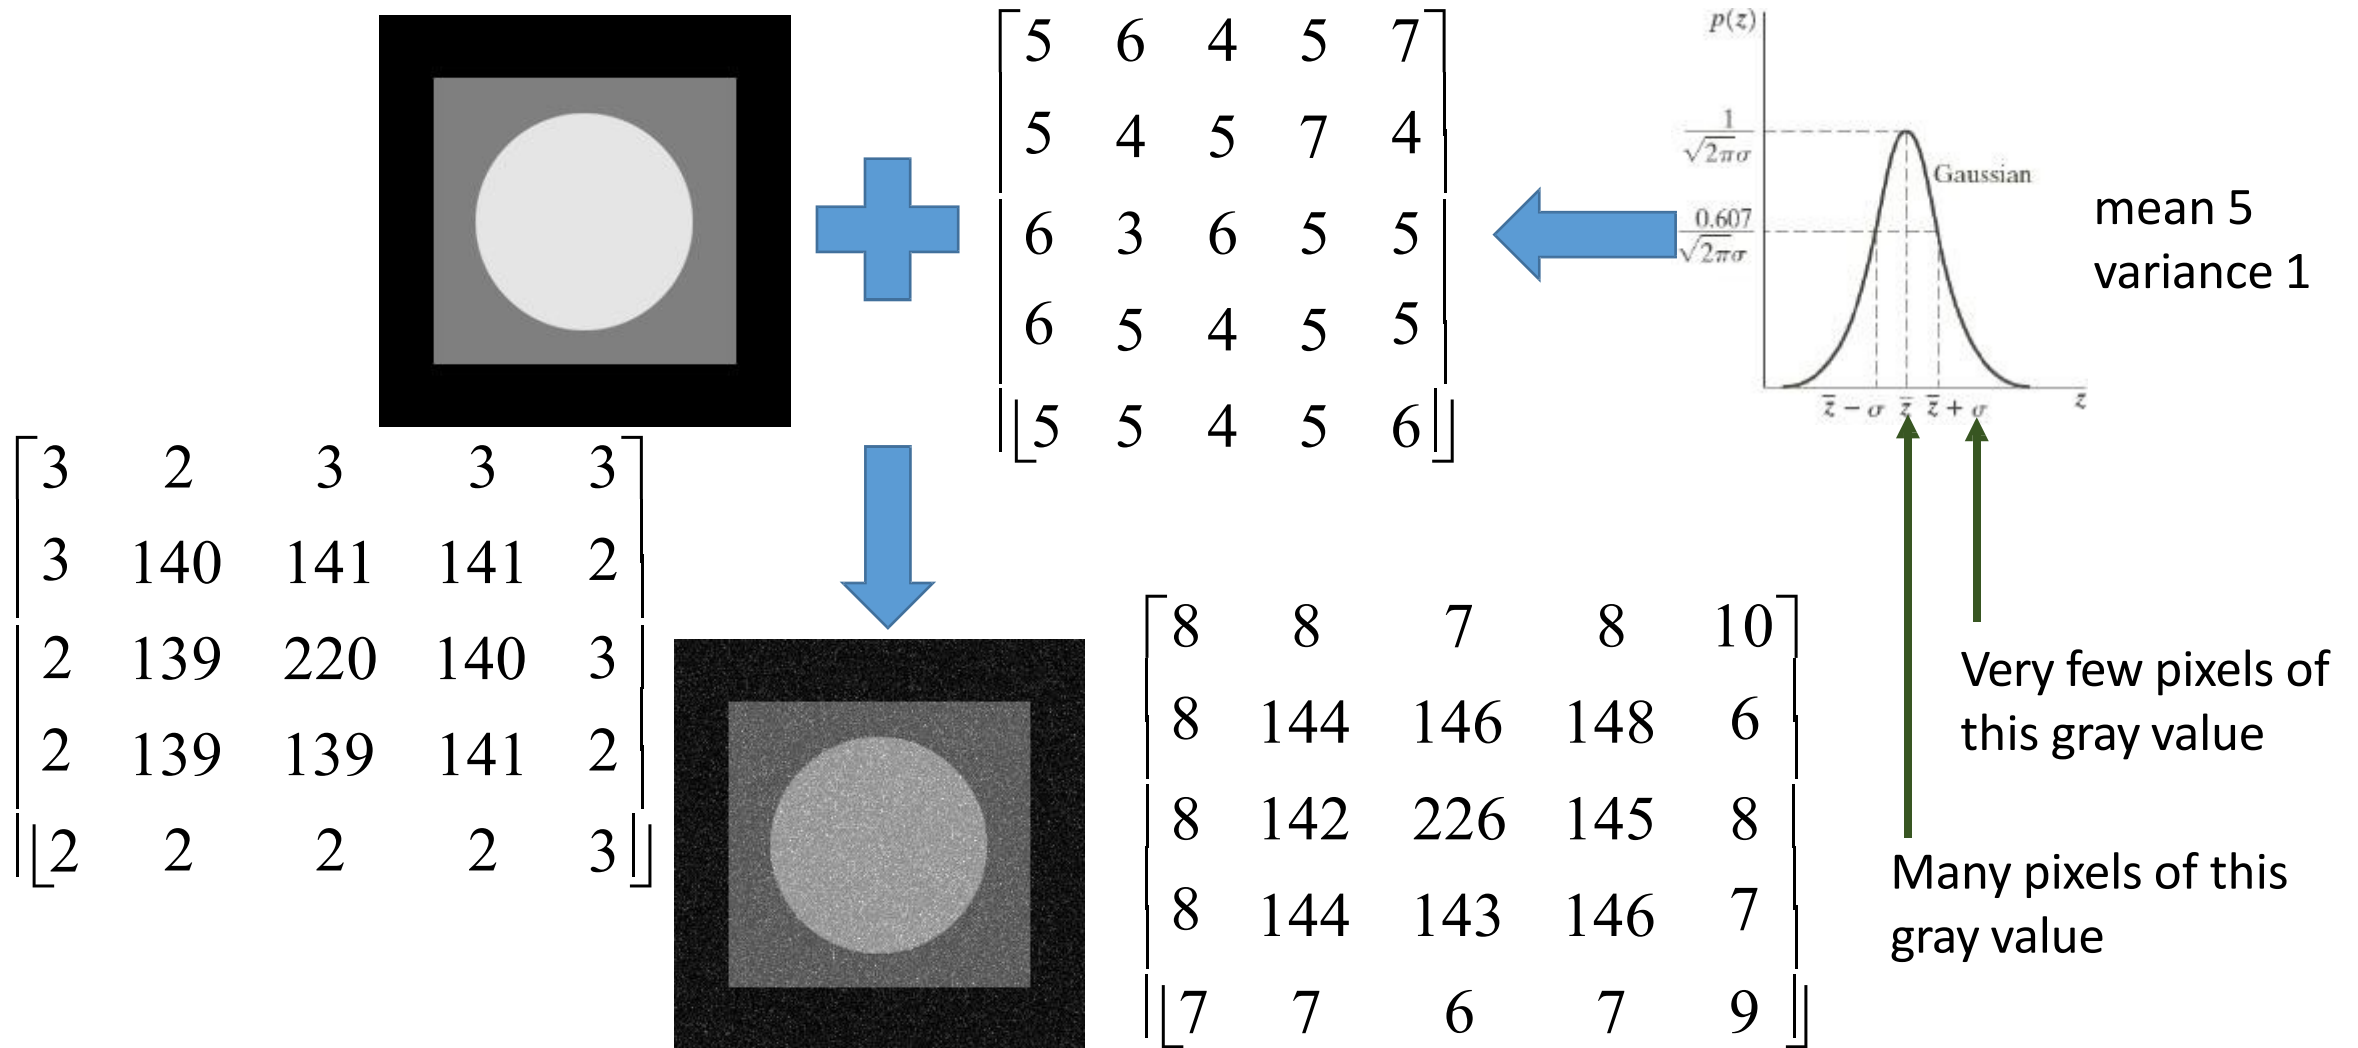 5 6 4 5 7
5 4 5 7 4
6 3 6 5 5
6 5 4 5 5
5 5 4 5 6
p(z)
1
√2πσ
0.607
√2πσ
Gaussian
z̄ − σ z̄ z̄ + σ z
mean 5
variance 1
3 2 3 3 3
3 140 141 141 2
2 139 220 140 3
2 139 139 141 2
2 2 2 2 3
8 8 7 8 10
8 144 146 148 6
8 142 226 145 8
8 144 143 146 7
7 7 6 7 9
Very few pixels of
this gray value
Many pixels of this
gray value